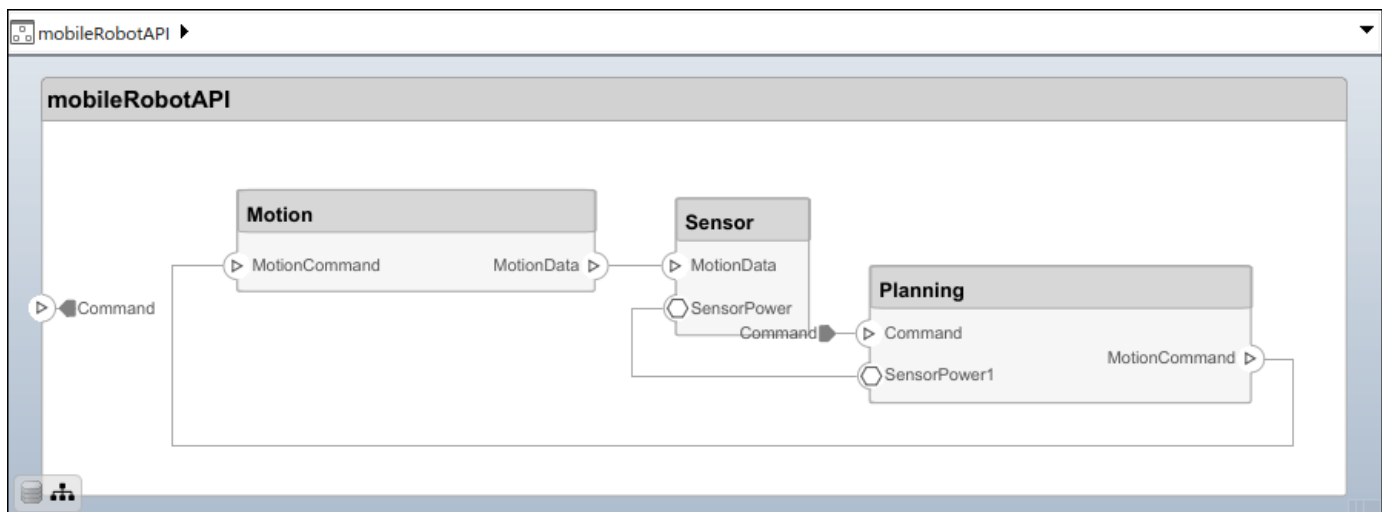 mobileRobotAPI
mobileRobotAPI
Motion
MotionCommand MotionData
Command
Sensor
MotionData
SensorPower
Command
Planning
Command
MotionCommand
SensorPower1